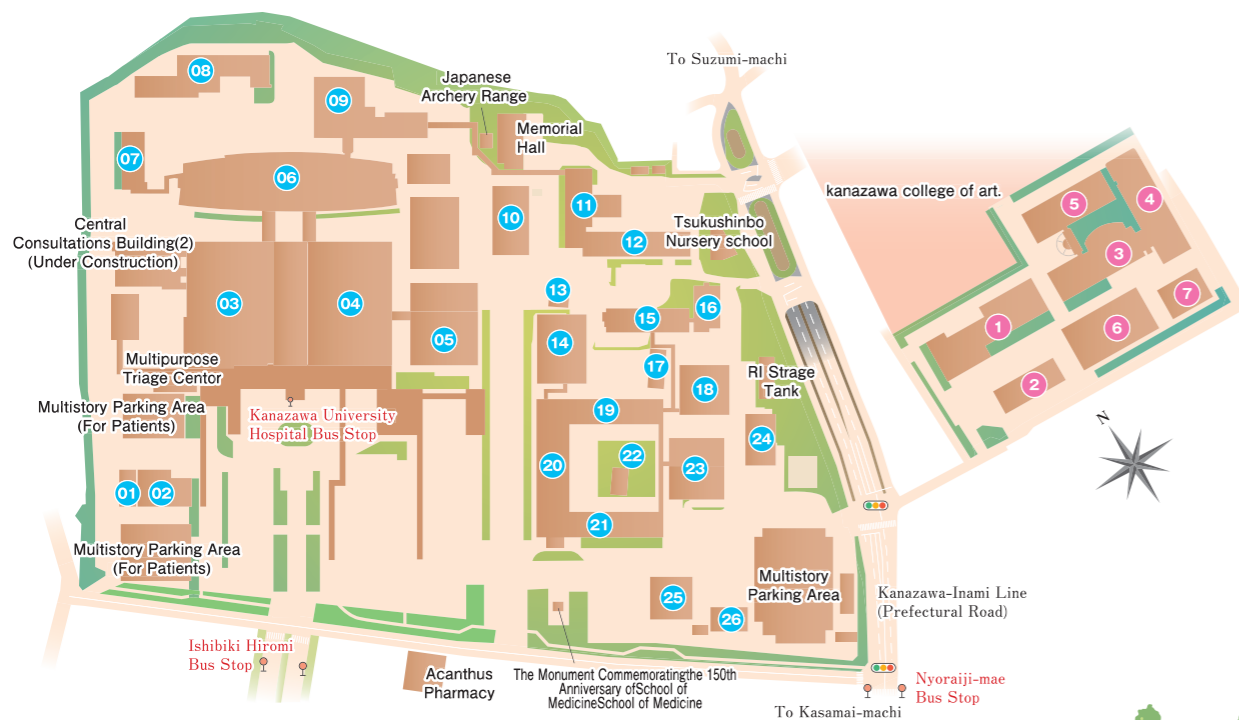 To Suzumi-machi
08
Japanese
Archery Range
09
Memorial
Hall
07
06
kanazawa college of art.
5
4
11
10
12
Tsukushinbo
Nursery school
3
Central
Consultations Building(2)
(Under Construction)
13
16
7
03
04
15
1
6
05
14
Multipurpose
Triage Centor
17
18
RI Strage
Tank
2
Multistory Parking Area
(For Patients)
Kanazawa University
Hospital Bus Stop
19
N
24
22
20
23
01
02
21
Multistory Parking Area
(For Patients)
Multistory
Parking Area
25
26
Kanazawa-Inami Line
(Prefectural Road)
Ishibiki Hiromi
Bus Stop
Acanthus
Pharmacy
The Monument Commemoratingthe 150th
Anniversary ofSchool of
MedicineSchool of Medicine
Nyoraiji-mae
Bus Stop
To Kasamai-machi